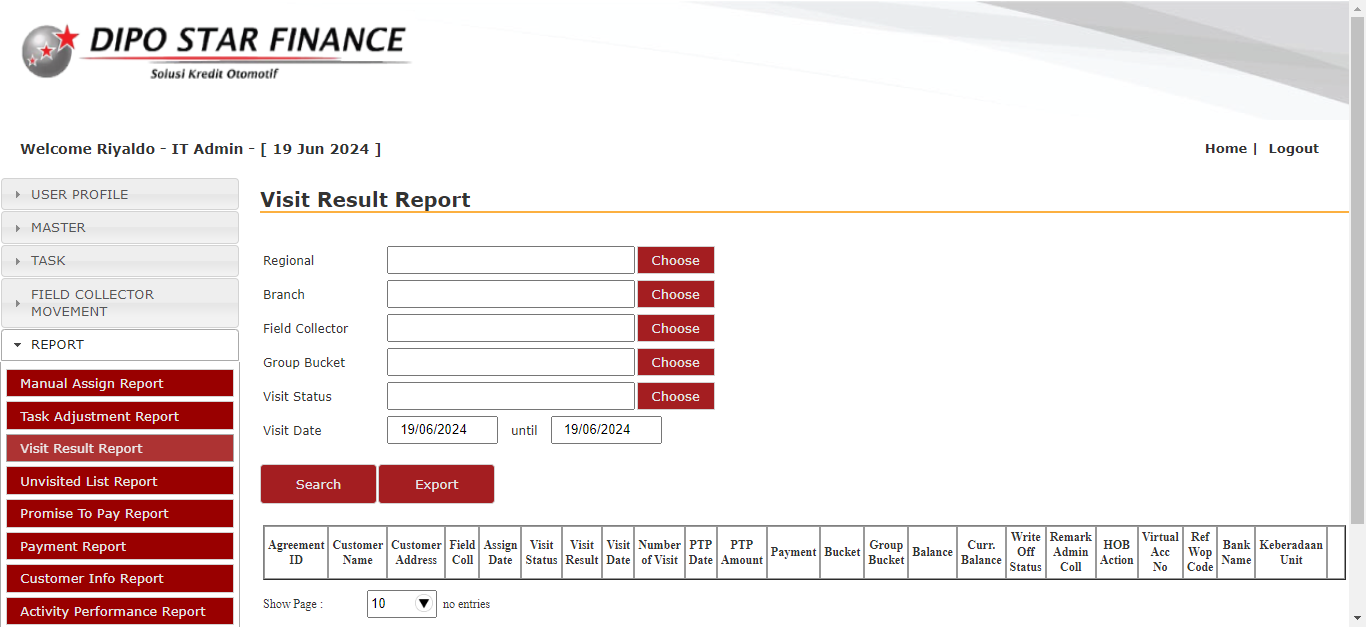 DIPO STAR FINANCE
Solusi Kredit Otomotif
Welcome Riyaldo - IT Admin - [ 19 Jun 2024 ]
Home | Logout
USER PROFILE
MASTER
TASK
FIELD COLLECTOR
MOVEMENT
REPORT
Manual Assign Report
Task Adjustment Report
Visit Result Report
Unvisited List Report
Promise To Pay Report
Payment Report
Customer Info Report
Activity Performance Report
Visit Result Report
Regional Choose
Branch Choose
Field Collector Choose
Group Bucket Choose
Visit Status Choose
Visit Date 19/06/2024 until 19/06/2024
Search Export
Agreement ID Customer Name Customer Address Field Coll Assign Date Visit Status Visit Result Visit Date Number of Visit PTP Date PTP Amount Payment Bucket Group Bucket Balance Curr. Balance Write Off Status Remark Admin Coll HOB Action Virtual Acc No Ref Wop Code Bank Name Keberadaan Unit
Show Page : 10 no entries